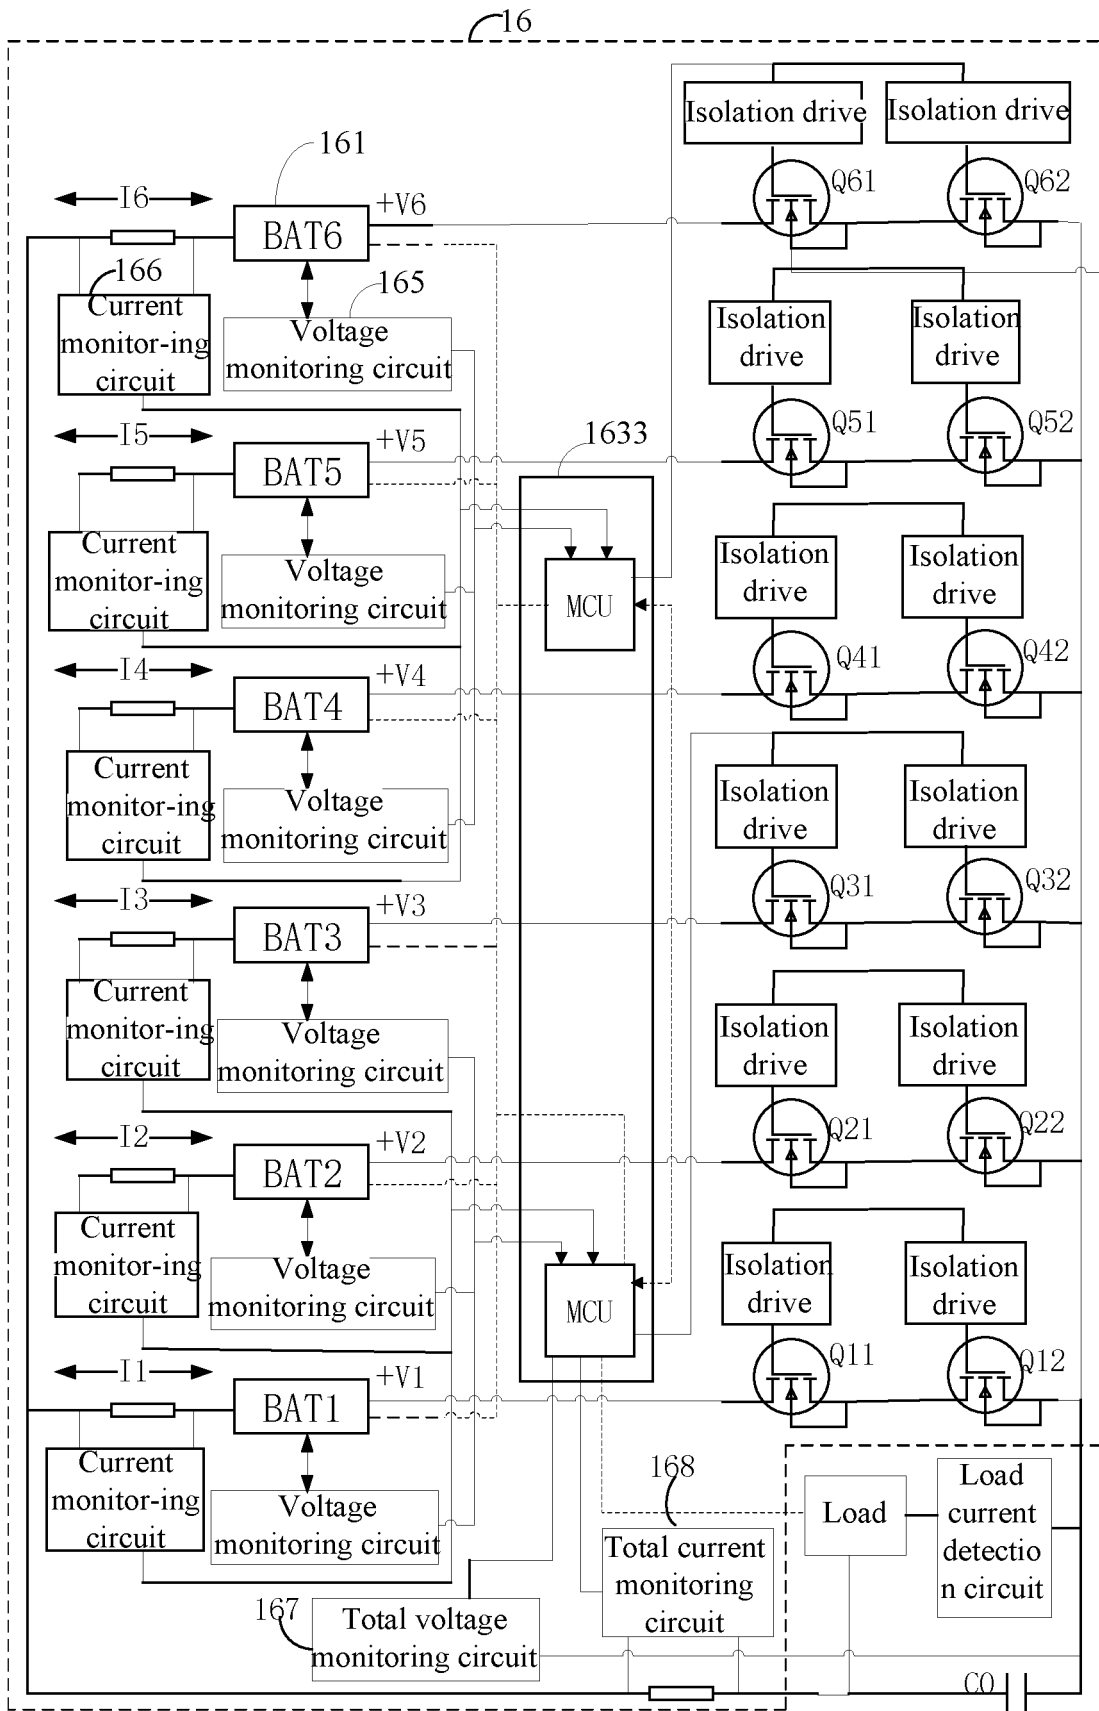 16
Isolation drive
Isolation drive
161
I6
+V6
BAT6
Q61
Q62
166
165
Current
monitor-ing
circuit
Voltage
monitoring circuit
Isolation
drive
Isolation
drive
I5
+V5
BAT5
1633
Q51
Q52
Current
monitor-ing
circuit
Voltage
monitoring circuit
MCU
Isolation
drive
Isolation
drive
I4
+V4
BAT4
Q41
Q42
Current
monitor-ing
circuit
Voltage
monitoring circuit
Isolation
drive
Isolation
drive
I3
+V3
BAT3
Q31
Q32
Current
monitor-ing
circuit
Voltage
monitoring circuit
Isolation
drive
Isolation
drive
I2
+V2
BAT2
Q21
Q22
Current
monitor-ing
circuit
Voltage
monitoring circuit
MCU
Isolation
drive
Isolation
drive
I1
+V1
BAT1
Q11
Q12
Current
monitor-ing
circuit
Voltage
monitoring circuit
168
Load
Load
current
detectio
n circuit
Total current
monitoring
circuit
167
Total voltage
monitoring circuit
C0